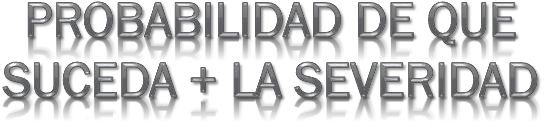 PROBABILIDAD DE QUE
SUCEDA + LA SEVERIDAD